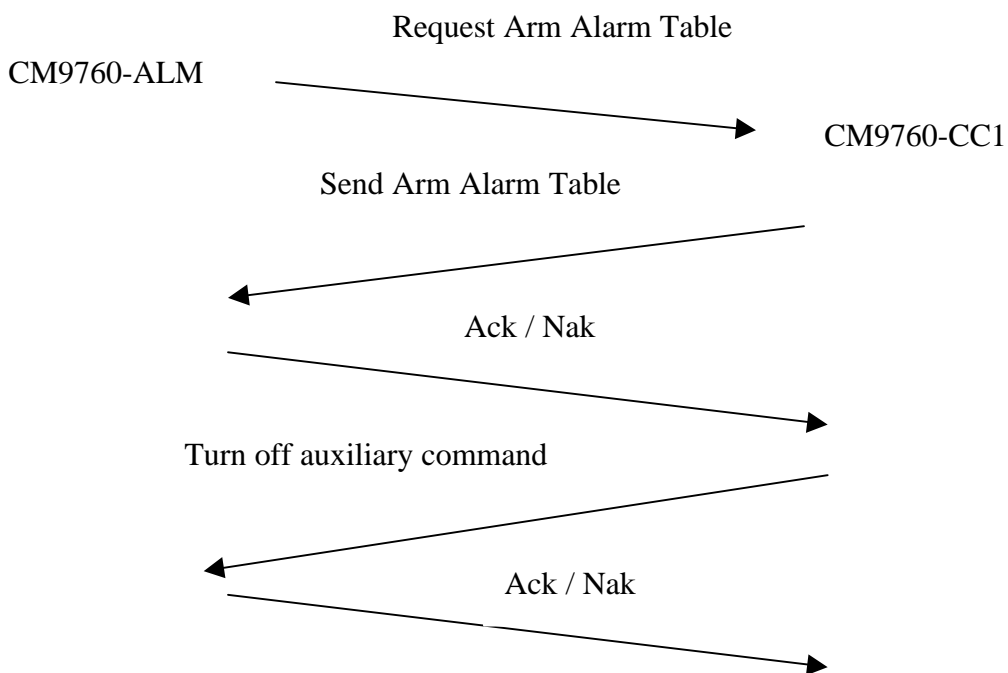 Request Arm Alarm Table
CM9760-ALM
CM9760-CC1
Send Arm Alarm Table
Ack / Nak
Turn off auxiliary command
Ack / Nak